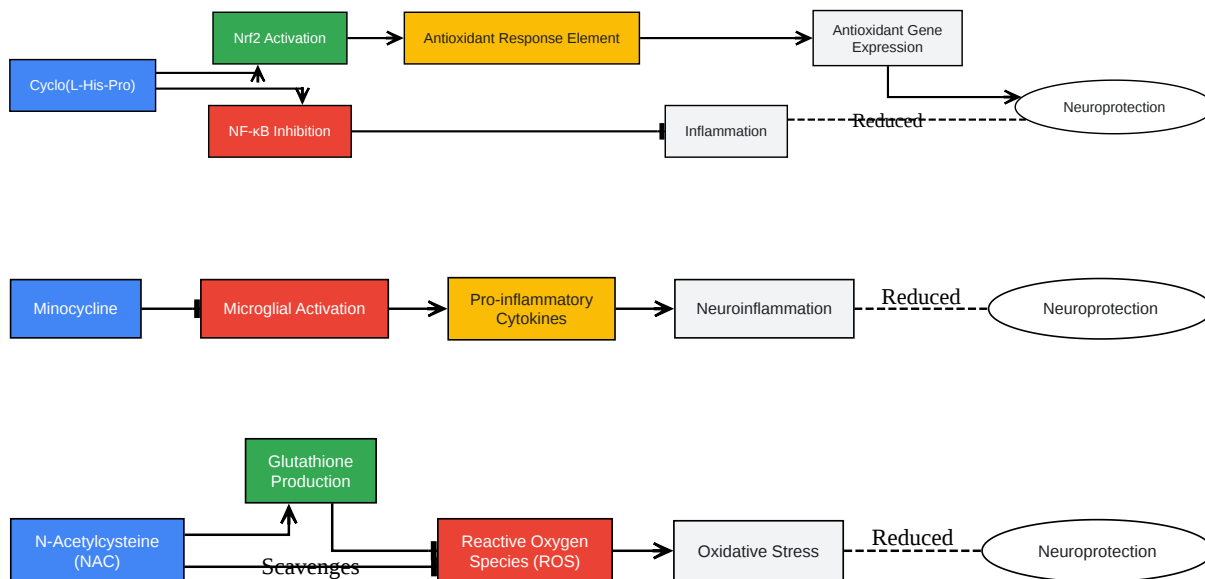 Nrf2 Activation
Antioxidant Response Element
Antioxidant Gene
Expression
Cyclo(L-His-Pro)
Neuroprotection
NF-κB Inhibition
Inflammation
Reduced
Minocycline
Microglial Activation
Pro-inflammatory
Cytokines
Neuroinflammation
Reduced
Neuroprotection
Glutathione
Production
N-Acetylcysteine
(NAC)
Scavenges
Reactive Oxygen
Species (ROS)
Oxidative Stress
Reduced
Neuroprotection